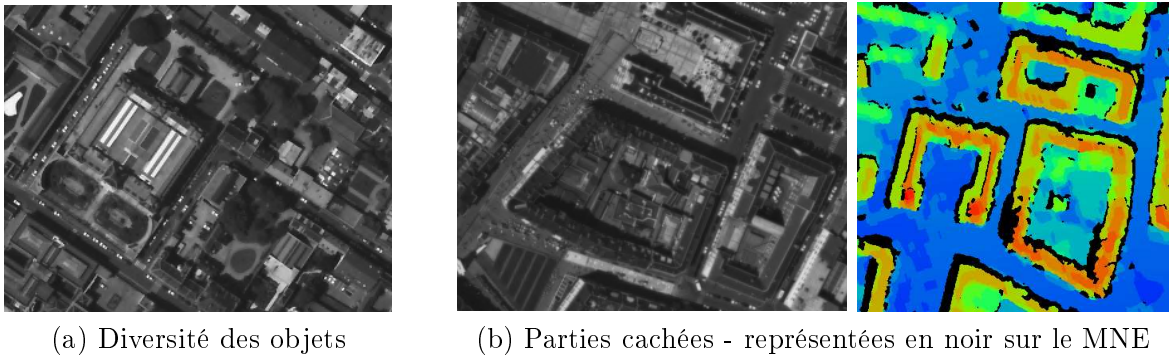 (a) Diversité des objets
(b) Parties cachées - représentées en noir sur le MNE